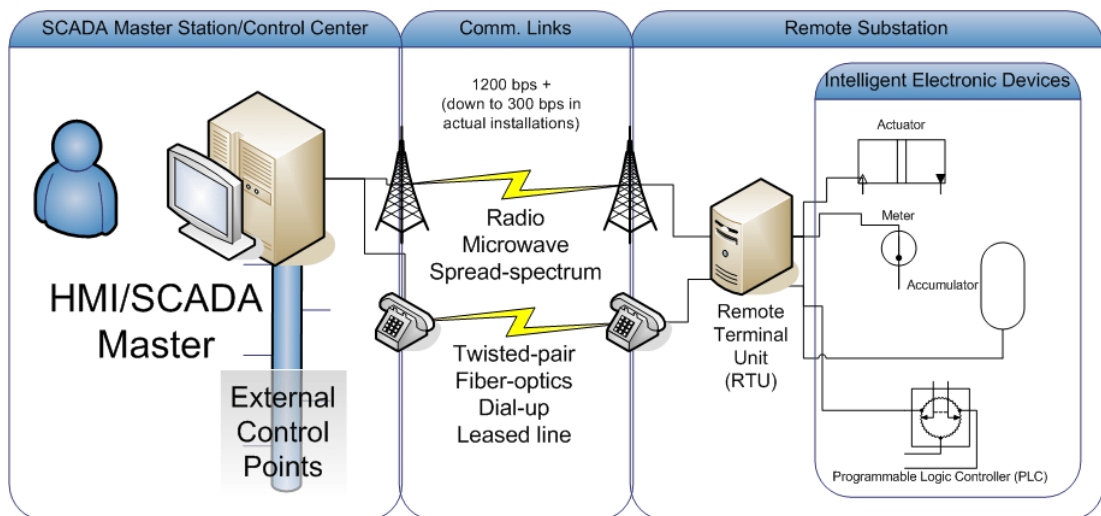 SCADA Master Station/Control Center
Comm. Links
Remote Substation
1200 bps +
(down to 300 bps in
actual installations)
Intelligent Electronic Devices
Actuator
Radio
Microwave
Spread-spectrum
Meter
Accumulator
HMI/SCADA
Master
Remote
Terminal
Unit
(RTU)
Twisted-pair
Fiber-optics
Dial-up
Leased line
External
Control
Points
Programmable Logic Controller (PLC)